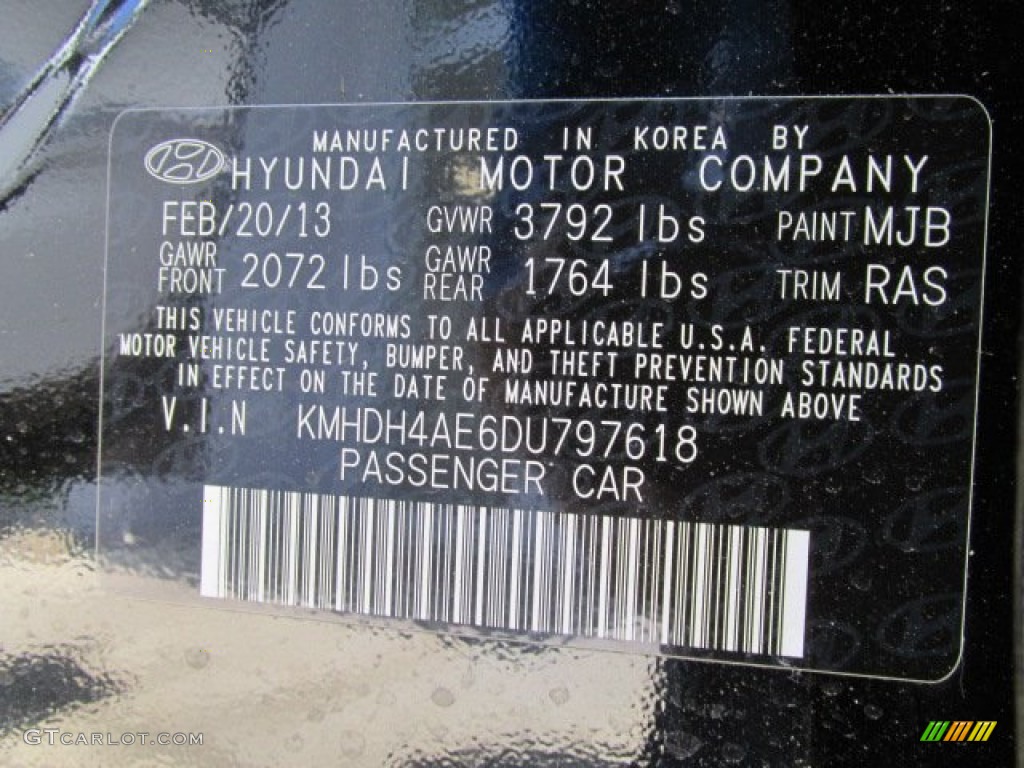 MANUFACTURED IN KOREA BY
HYUNDAI MOTOR COMPANY
FEB/20/13 GVWR 3792 lbs PAINT MJB
GAWR FRONT 2072 lbs GAWR REAR 1764 lbs TRIM RAS
THIS VEHICLE CONFORMS TO ALL APPLICABLE U.S.A. FEDERAL
MOTOR VEHICLE SAFETY, BUMPER, AND THEFT PREVENTION STANDARDS
IN EFFECT ON THE DATE OF MANUFACTURE SHOWN ABOVE
V.I.N KMHDH4AE6DU797618
PASSENGER CAR
GTCARLOT.COM